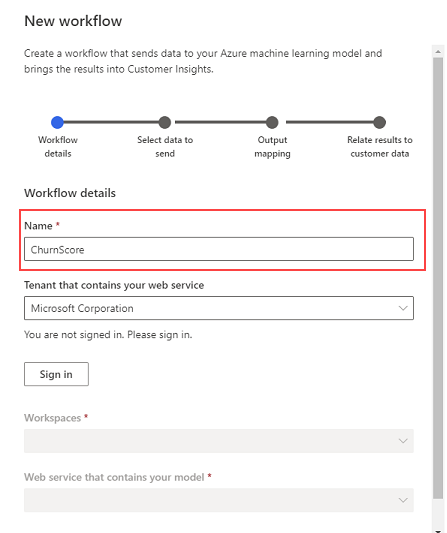 New workflow
Create a workflow that sends data to your Azure machine learning model and
brings the results into Customer Insights.
Workflow
details
Select data to
send
Output
mapping
Relate results to
customer data
Workflow details
Name *
ChurnScore
Tenant that contains your web service
Microsoft Corporation
You are not signed in. Please sign in.
Sign in
Workspaces *
Web service that contains your model *